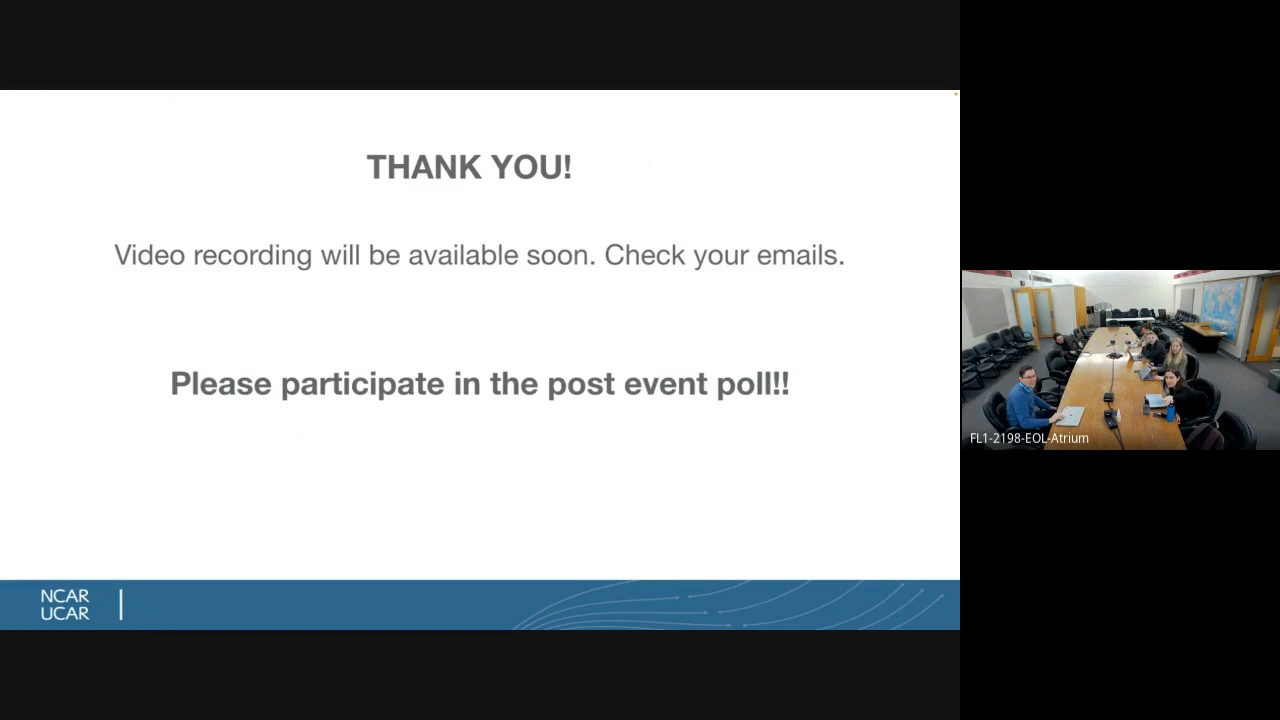 THANK YOU!
Video recording will be available soon. Check your emails.
Please participate in the post event poll!!
NCAR
UCAR
FL1-2198-EOL-Atrium